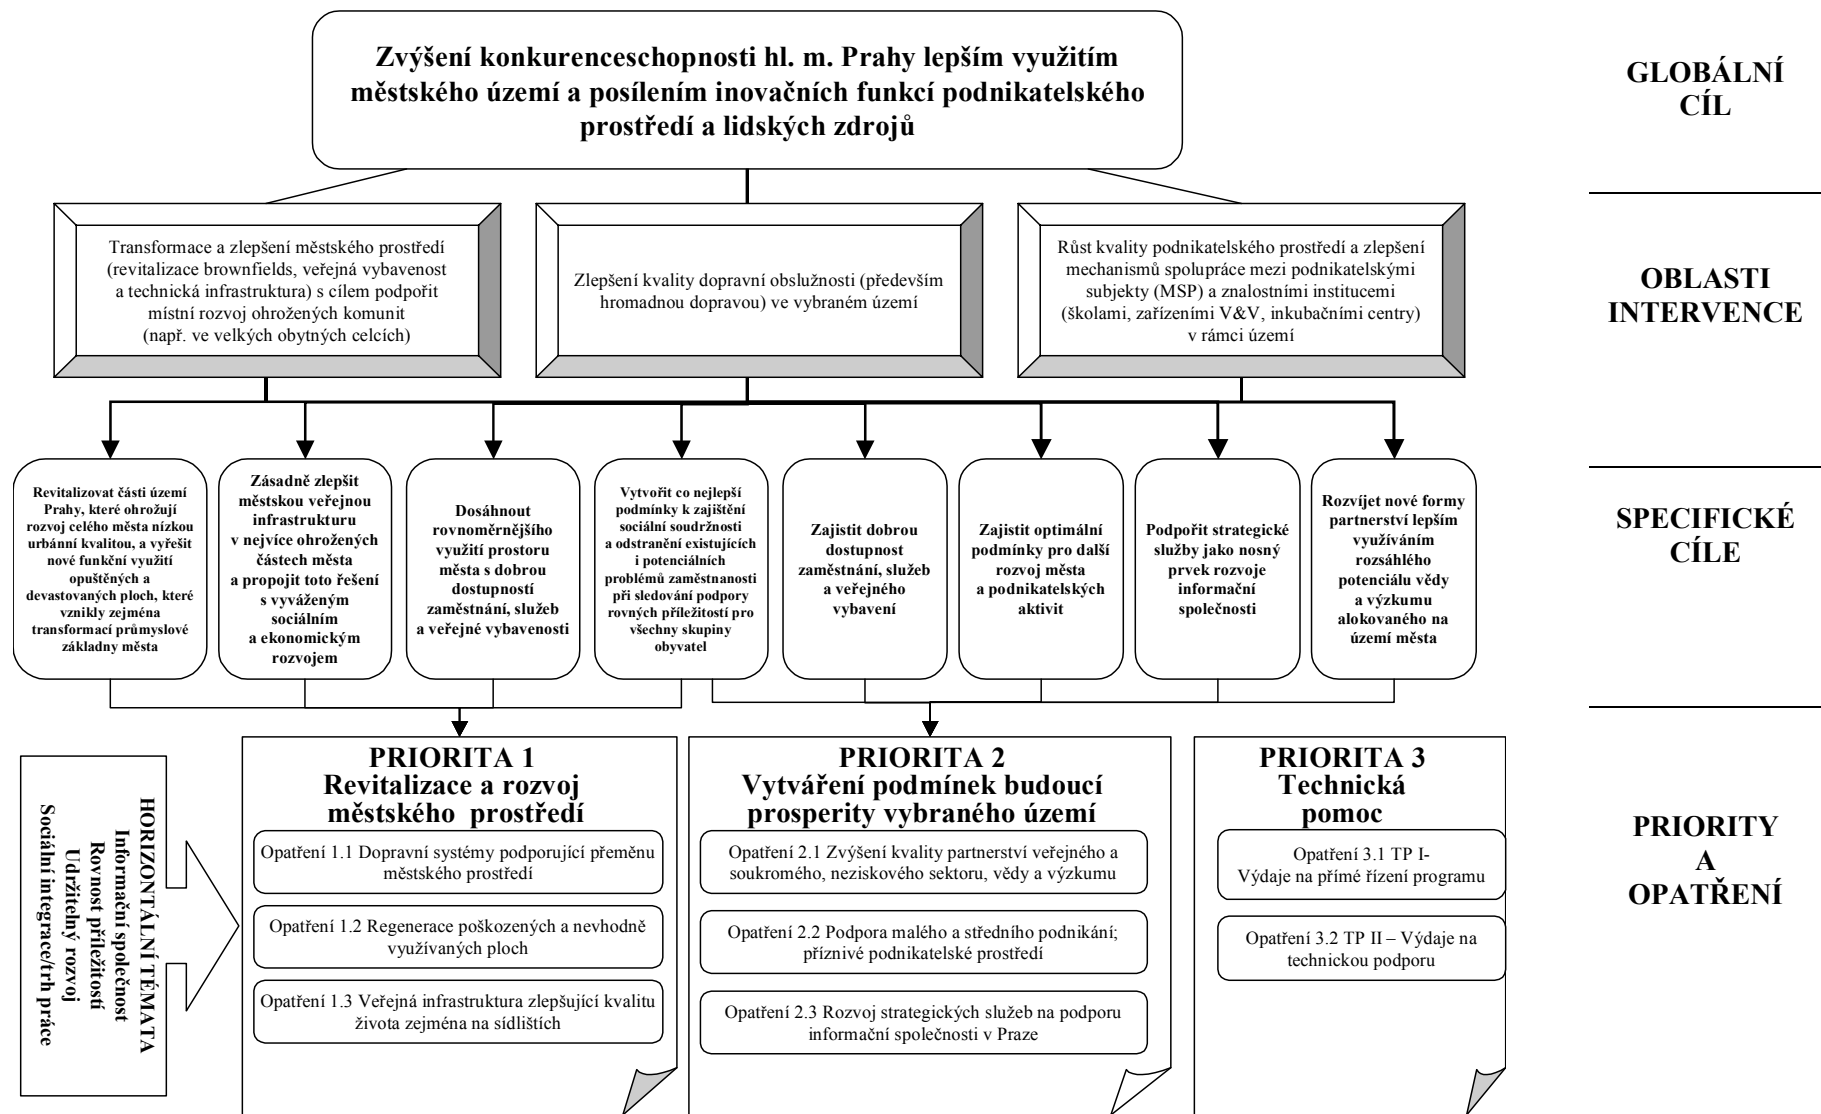 Zvýšení konkurenceschopnosti hl. m. Prahy lepším využitím
městského území a posílením inovačních funkcí podnikatelského
prostředí a lidských zdrojů
GLOBÁLNÍ
CÍL
Transformace a zlepšení městského prostředí
(revitalizace brownfields, veřejná vybavenost
a technická infrastruktura) s cílem podpořit
místní rozvoj ohrožených komunit
(např. ve velkých obytných celcích)
Zlepšení kvality dopravní obslužnosti (především
hromadnou dopravou) ve vybraném území
Růst kvality podnikatelského prostředí a zlepšení
mechanismů spolupráce mezi podnikatelskými
subjekty (MSP) a znalostními institucemi
(školami, zařízeními V&V, inkubačními centry)
v rámci území
OBLASTI
INTERVENCE
Revitalizovat části území
Prahy, které ohrožují
rozvoj celého města nízkou
urbánní kvalitou, a vyřešit
nové funkční využití
opuštěných a
devastovaných ploch, které
vznikly zejména
transformací průmyslové
základny města
Zásadně zlepšit
městskou veřejnou
infrastrukturu
v nejvíce ohrožených
částech města
a propojit toto řešení
s vyváženým
sociálním
a ekonomickým
rozvojem
Dosáhnout
rovnoměrnějšího
využití prostoru
města s dobrou
dostupností
zaměstnání, služeb
a veřejné vybavenosti
Vytvořit co nejlepší
podmínky k zajištění
sociální soudržnosti
a odstranění existujících
i potenciálních
problémů zaměstnanosti
při sledování podpory
rovných příležitostí pro
všechny skupiny
obyvatel
Zajistit dobrou
dostupnost
zaměstnání, služeb
a veřejného
vybavení
Zajistit optimální
podmínky pro další
rozvoj města
a podnikatelských
aktivit
Podpořit strategické
služby jako nosný
prvek rozvoje
informační
společnosti
Rozvíjet nové formy
partnerství lepším
využíváním
rozsáhlého
potenciálu vědy
a výzkumu
alokovaného na
území města
SPECIFICKÉ
CÍLE
HORIZONTÁLNÍ TÉMATA
Informační společnost
Rovnost příležitostí
Udržitelný rozvoj
Sociální integrace/trh práce
PRIORITA 1
Revitalizace a rozvoj
městského prostředí
Opatření 1.1 Dopravní systémy podporující přeměnu
městského prostředí
Opatření 1.2 Regenerace poškozených a nevhodně
využívaných ploch
Opatření 1.3 Veřejná infrastruktura zlepšující kvalitu
života zejména na sídlištích
PRIORITA 2
Vytváření podmínek budoucí
prosperity vybraného území
Opatření 2.1 Zvýšení kvality partnerství veřejného a
soukromého, neziskového sektoru, vědy a výzkumu
Opatření 2.2 Podpora malého a středního podnikání;
příznivé podnikatelské prostředí
Opatření 2.3 Rozvoj strategických služeb na podporu
informační společnosti v Praze
PRIORITA 3
Technická
pomoc
Opatření 3.1 TP I-
Výdaje na přímé řízení programu
Opatření 3.2 TP II – Výdaje na
technickou podporu
PRIORITY
A
OPATŘENÍ